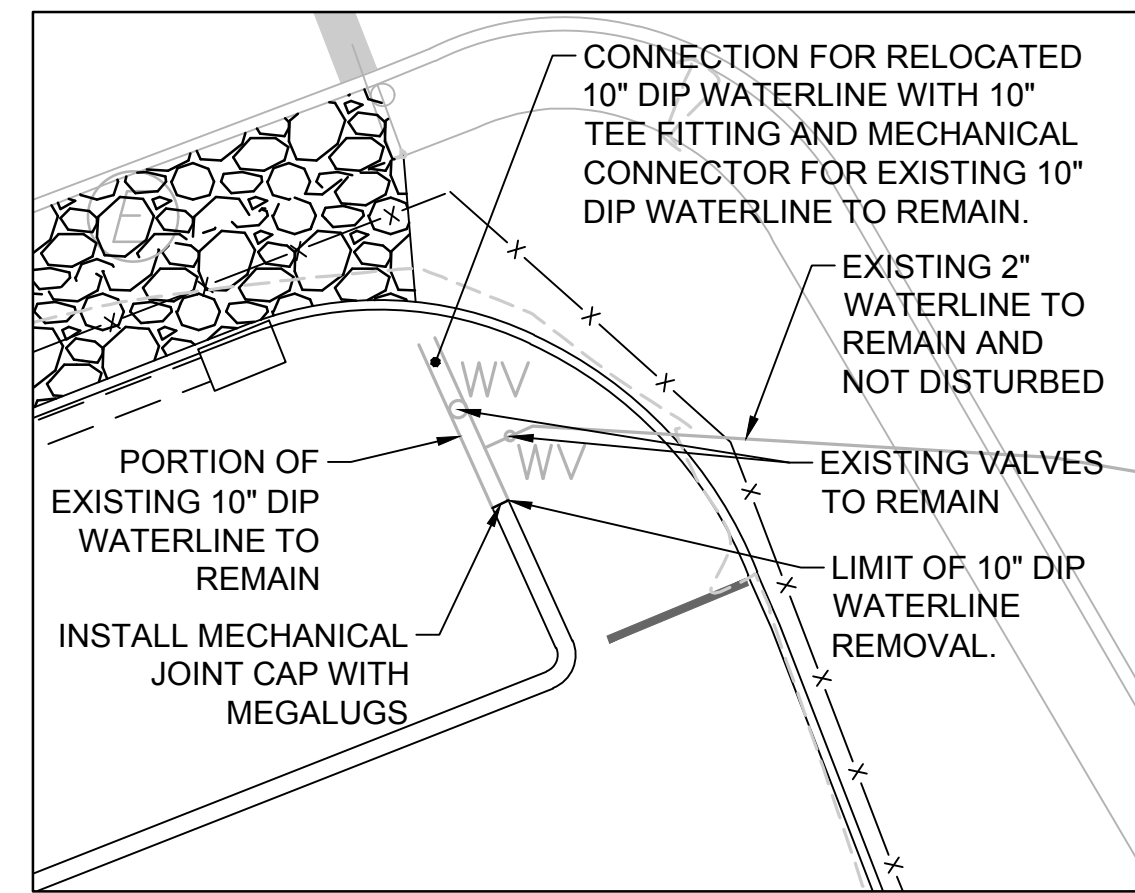 CONNECTION FOR RELOCATED
10" DIP WATERLINE WITH 10"
TEE FITTING AND MECHANICAL
CONNECTOR FOR EXISTING 10"
DIP WATERLINE TO REMAIN.
E
EXISTING 2"
WATERLINE TO
REMAIN AND
NOT DISTURBED
WV
WV
PORTION OF
EXISTING 10" DIP
WATERLINE TO
REMAIN
EXISTING VALVES
TO REMAIN
LIMIT OF 10" DIP
WATERLINE
REMOVAL.
INSTALL MECHANICAL
JOINT CAP WITH
MEGALUGS
X
X
X
X
X
X
X
X
X
X
X
X